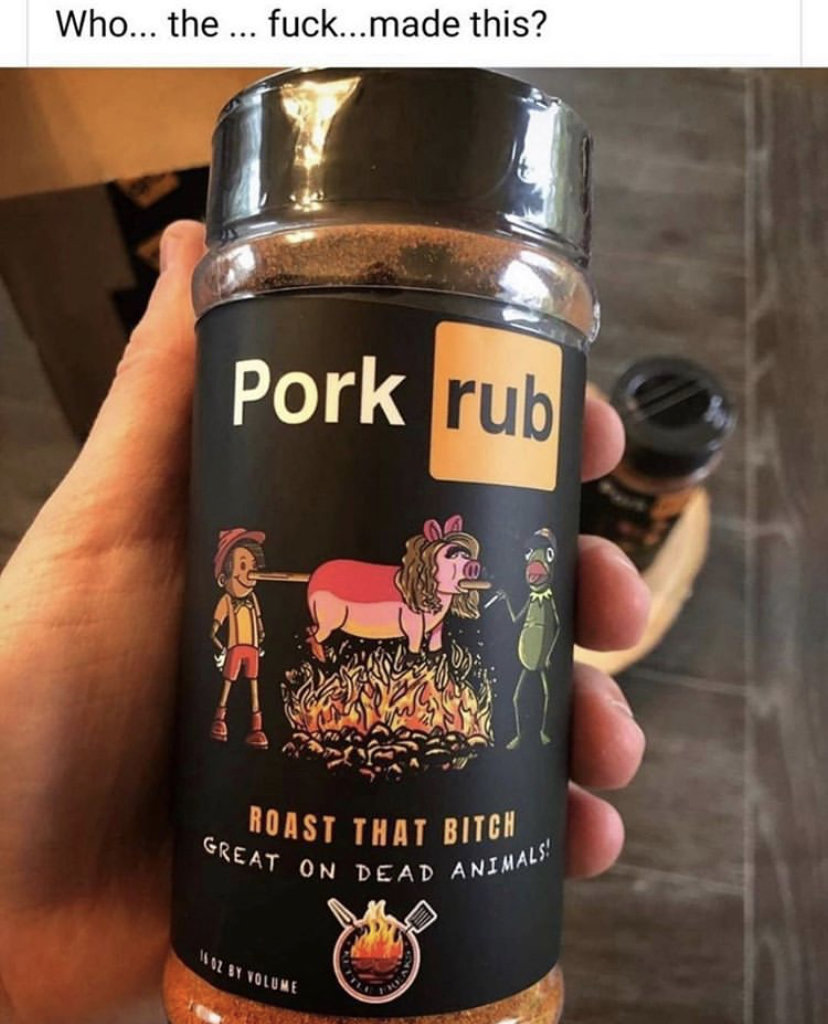 Who... the ... fuck...made this?
Pork rub
ROAST THAT BITCH
GREAT ON DEAD ANIMALS!
16 OZ BY VOLUME